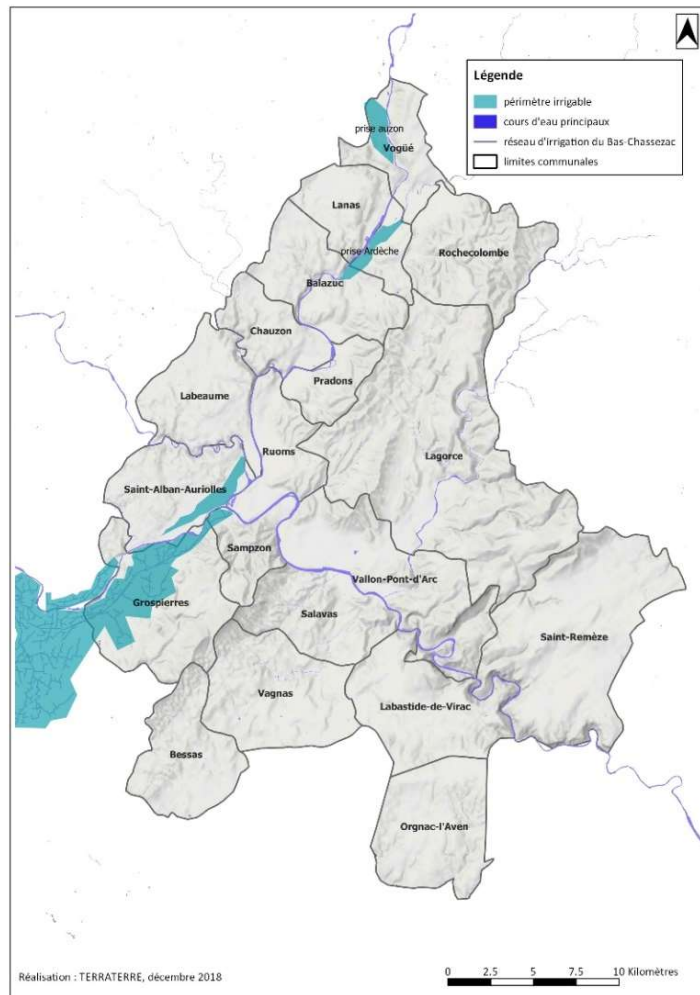 Légende
périmètre irrigable
cours d'eau principaux
réseau d'irrigation du Bas-Chassezac
limites communales
prise auzon
Vogüé
Lanas
prise Ardèche
Rochecolombe
Balazuc
Chauzon
Pradons
Labeaume
Ruoms
Lagorce
Saint-Alban-Auriolles
Sampzon
Vallon-Pont-d'Arc
Grospierres
Salavas
Saint-Remèze
Vagnas
Labastide-de-Virac
Bessas
Orgnac-l'Aven
Réalisation : TERRATERRE, décembre 2018
0 2.5 5 7.5 10 Kilomètres